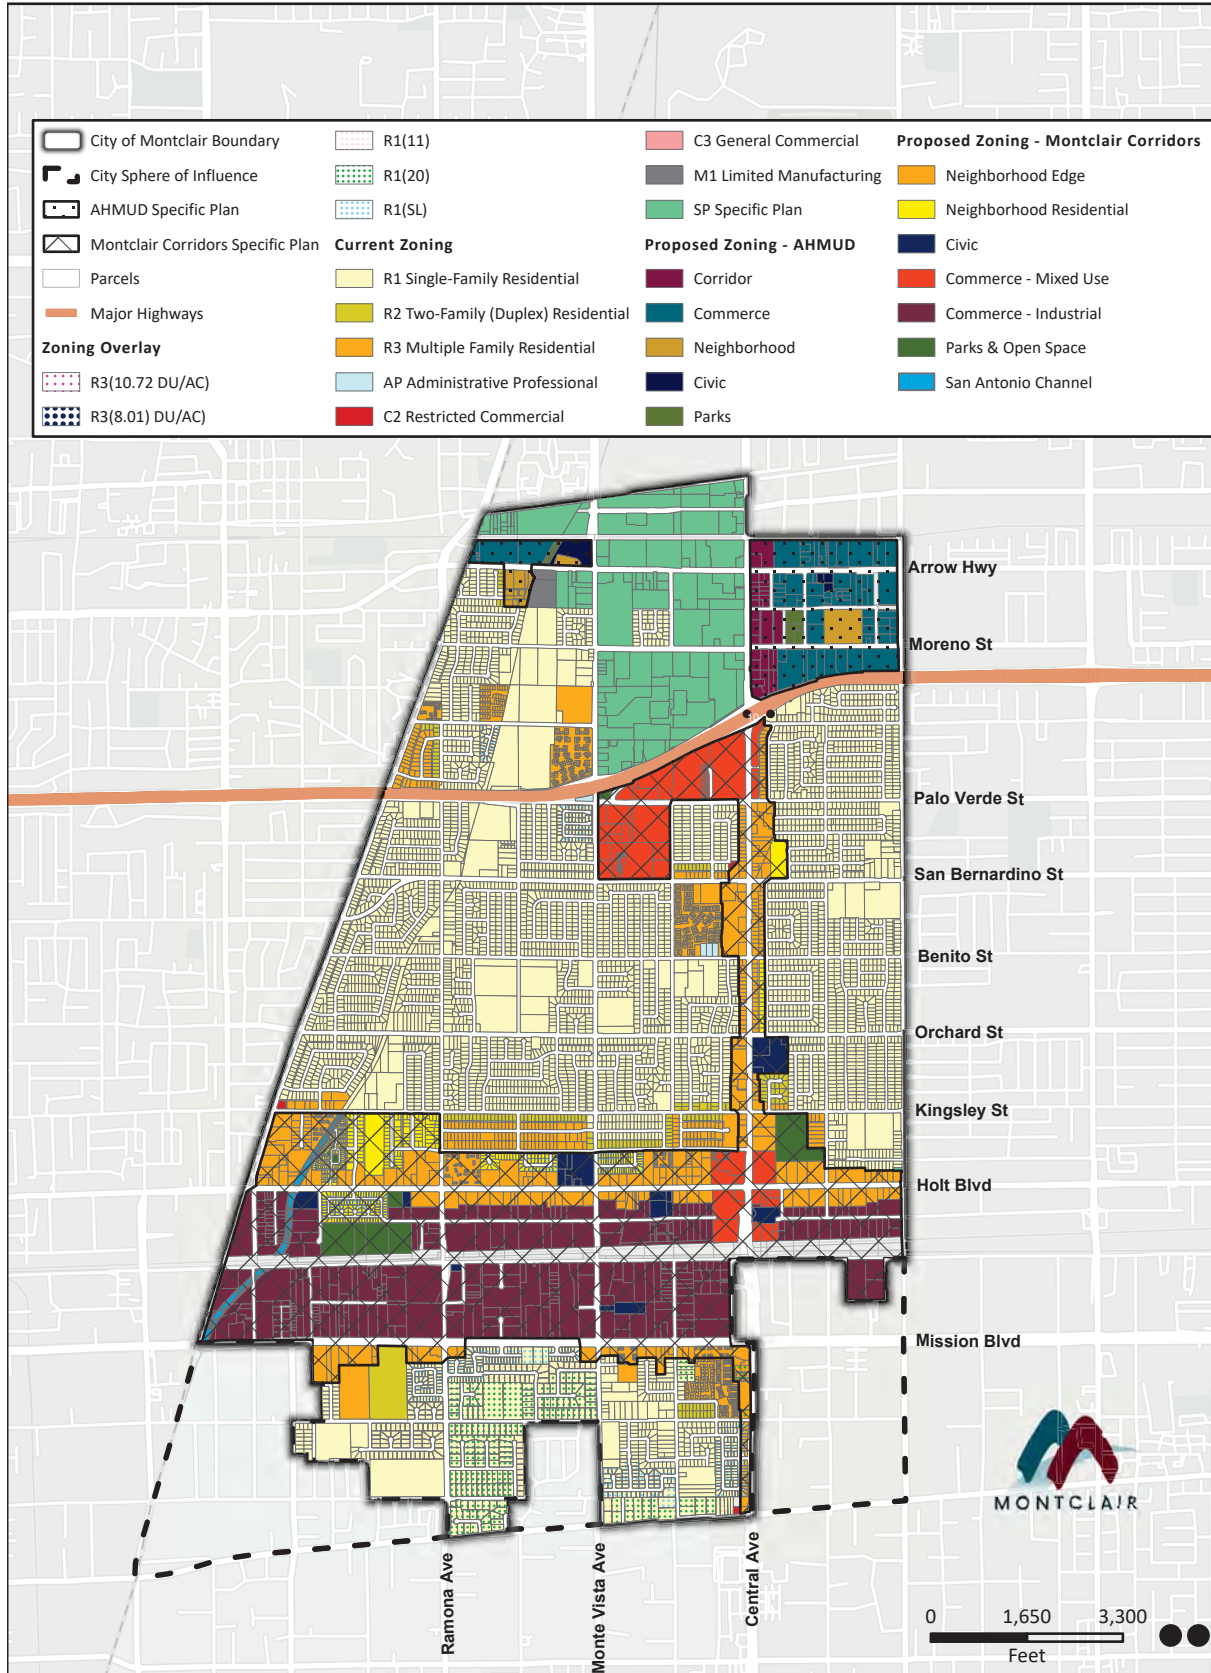 City of Montclair Boundary
City Sphere of Influence
AHMUD Specific Plan
Montclair Corridors Specific Plan
Parcels
Major Highways
Zoning Overlay
R3(10.72 DU/AC)
R3(8.01) DU/AC)
R1(11)
R1(20)
R1(SL)
Current Zoning
R1 Single-Family Residential
R2 Two-Family (Duplex) Residential
R3 Multiple Family Residential
AP Administrative Professional
C2 Restricted Commercial
C3 General Commercial
M1 Limited Manufacturing
SP Specific Plan
Proposed Zoning - AHMUD
Corridor
Commerce
Neighborhood
Civic
Parks
Proposed Zoning - Montclair Corridors
Neighborhood Edge
Neighborhood Residential
Civic
Commerce - Mixed Use
Commerce - Industrial
Parks & Open Space
San Antonio Channel
Arrow Hwy
Moreno St
Palo Verde St
San Bernardino St
Benito St
Orchard St
Kingsley St
Holt Blvd
Mission Blvd
MONTCLAIR
Ramona Ave
Monte Vista Ave
Central Ave
0 1,650 3,300
Feet